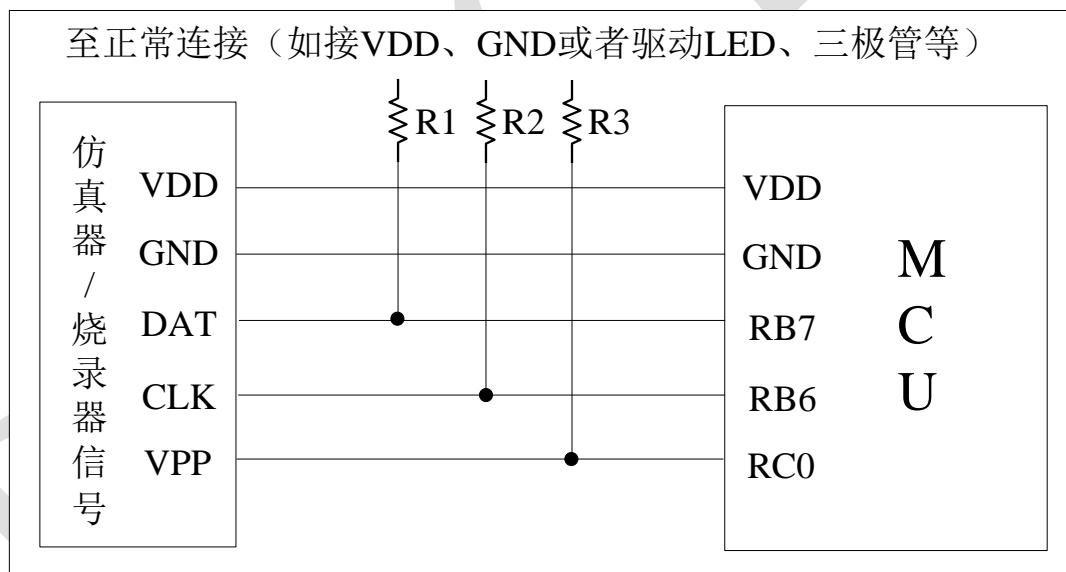 至正常连接（如接VDD、GND或者驱动LED、三极管等）
R1 R2 R3
仿真器/烧录器信号
VDD
GND
DAT
CLK
VPP
VDD
GND
RB7
RB6
RC0
MCU